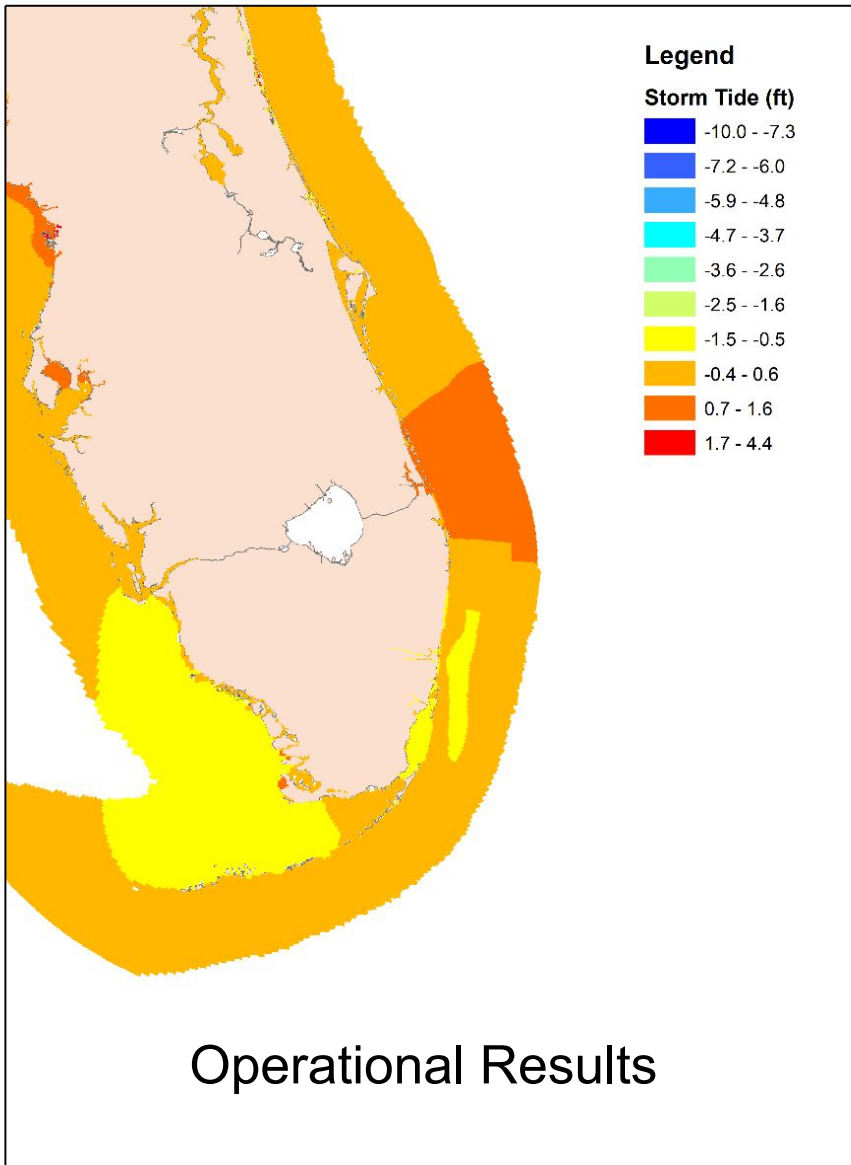 Legend
Storm Tide (ft)
-10.0 - -7.3
-7.2 - -6.0
-5.9 - -4.8
-4.7 - -3.7
-3.6 - -2.6
-2.5 - -1.6
-1.5 - -0.5
-0.4 - 0.6
0.7 - 1.6
1.7 - 4.4
Operational Results